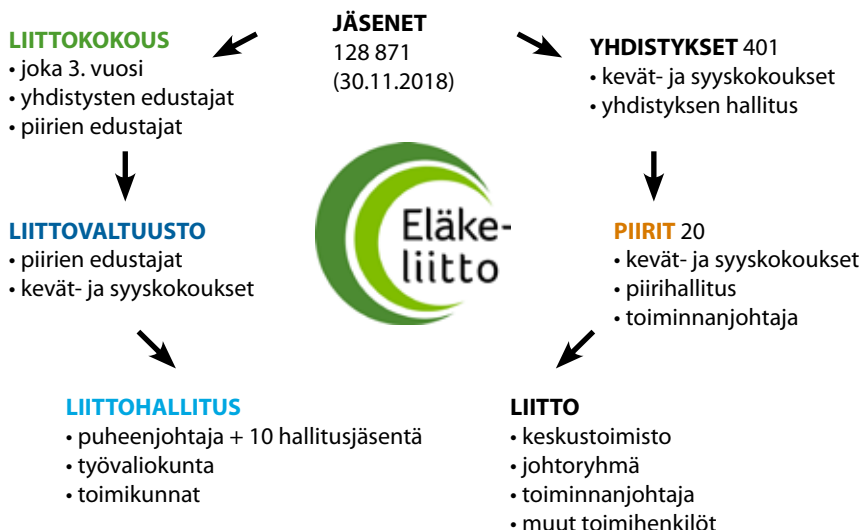 JÄSENET
128 871
(30.11.2018)
LIITTOKOKOUS
• joka 3. vuosi
• yhdistysten edustajat
• piirien edustajat
YHDISTYKSET 401
• kevät- ja syyskokoukset
• yhdistyksen hallitus
Eläke-
liitto
LIITTOVALTUUSTO
• piirien edustajat
• kevät- ja syyskokoukset
PIIRIT 20
• kevät- ja syyskokoukset
• piirihallitus
• toiminnanjohtaja
LIITTOHALLITUS
• puheenjohtaja + 10 hallitusjäsentä
• työvaliokunta
• toimikunnat
LIITTO
• keskustoimisto
• johtoryhmä
• toiminnanjohtaja
• muut toimihenkilöt